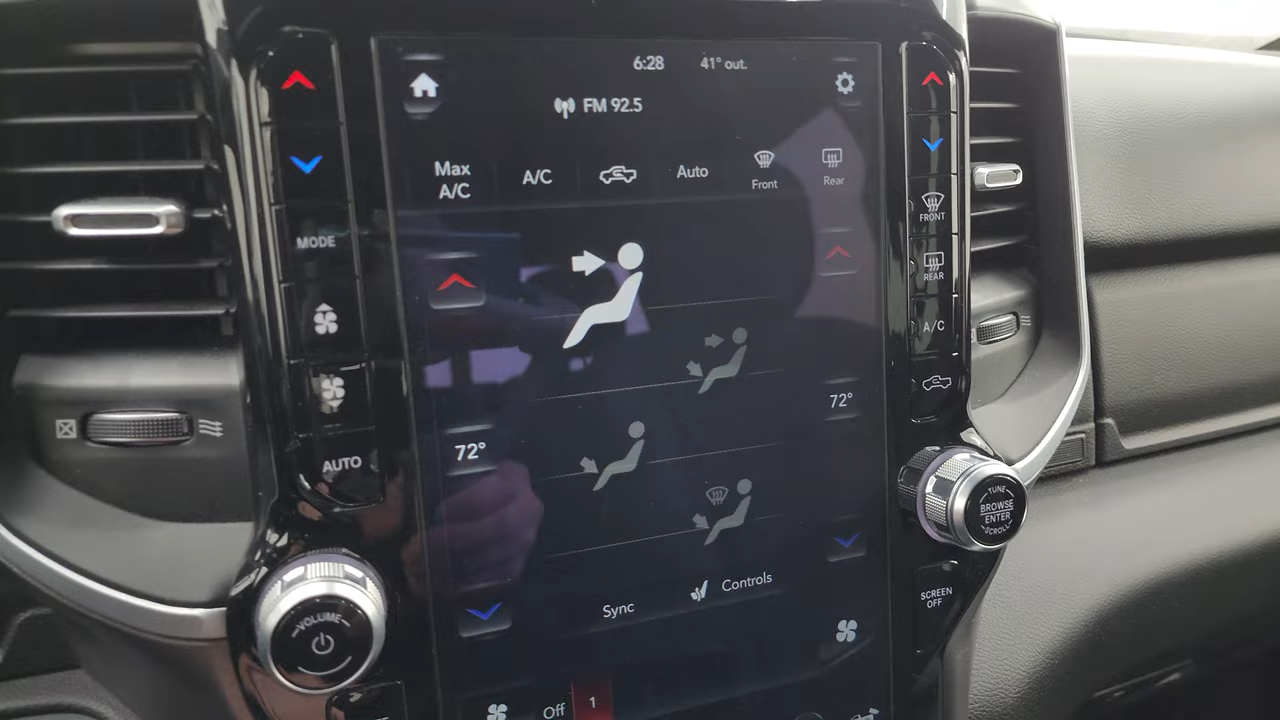 6:28 41° out.
FM 92.5
Max
A/C
A/C
Auto
Front
Rear
72°
72°
Sync
Controls
Off
1
MODE
AUTO
VOLUME
FRONT
REAR
A/C
TUNE
BROWSE
ENTER
SCROLL
SCREEN
OFF